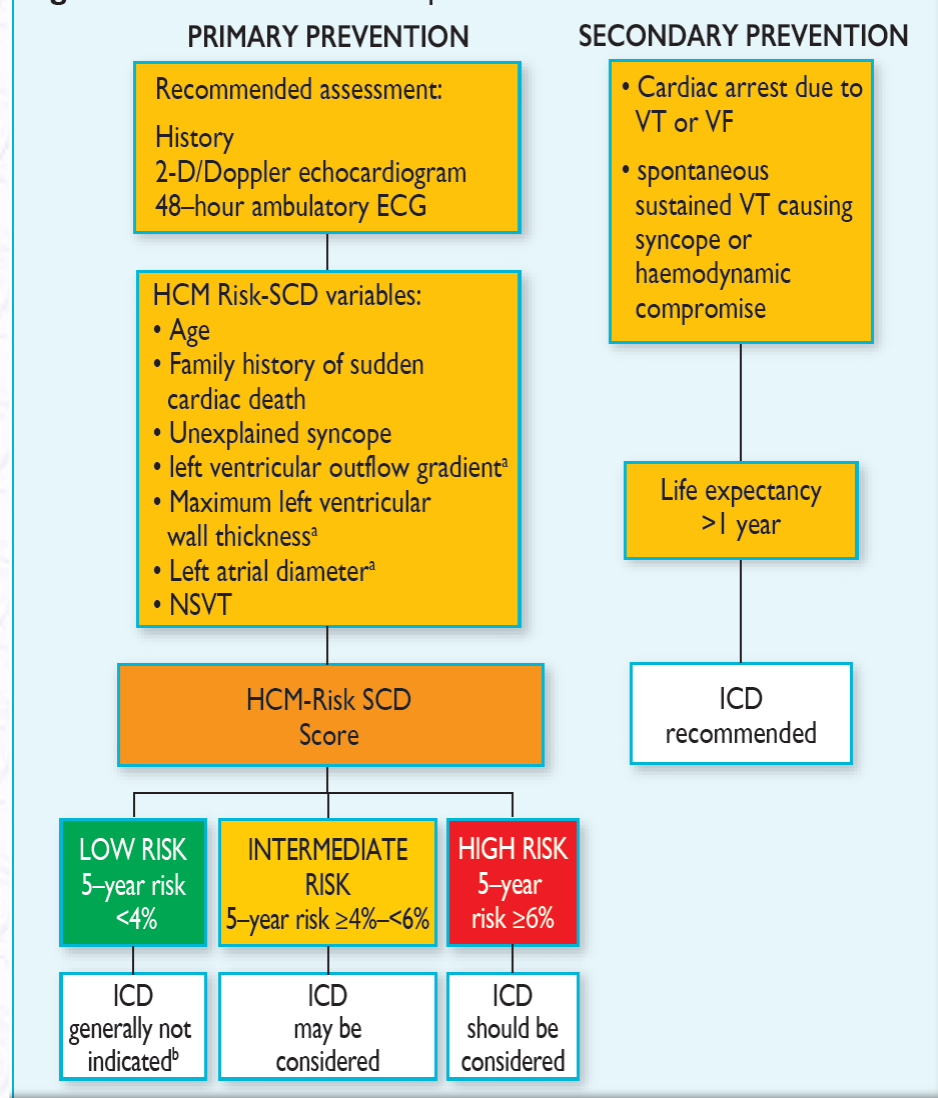 PRIMARY PREVENTION
Recommended assessment:
History
2-D/Doppler echocardiogram
48–hour ambulatory ECG
HCM Risk-SCD variables:
• Age
• Family history of sudden
cardiac death
• Unexplained syncope
• left ventricular outflow gradientᵃ
• Maximum left ventricular
wall thicknessᵃ
• Left atrial diameterᵃ
• NSVT
HCM-Risk SCD
Score
LOW RISK
5–year risk
<4%
INTERMEDIATE
RISK
5–year risk ≥4%–<6%
HIGH RISK
5–year
risk ≥6%
ICD
generally not
indicatedᵇ
ICD
may be
considered
ICD
should be
considered
SECONDARY PREVENTION
• Cardiac arrest due to
VT or VF
• spontaneous
sustained VT causing
syncope or
haemodynamic
compromise
Life expectancy
>1 year
ICD
recommended